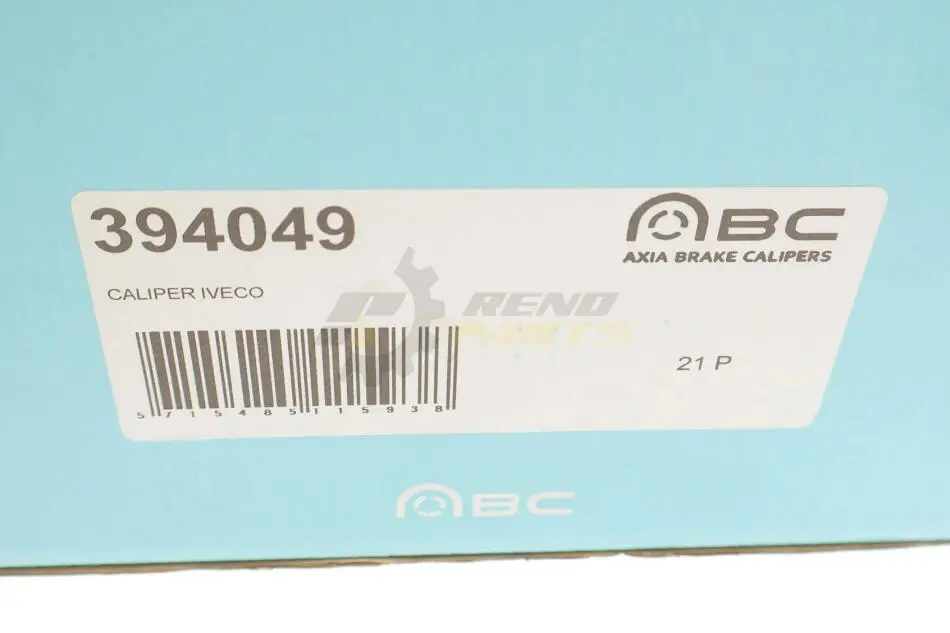 394049
ABC
AXIA BRAKE CALIPERS
CALIPER IVECO
RENO
PARTS
5715485115938
21 P
ABC